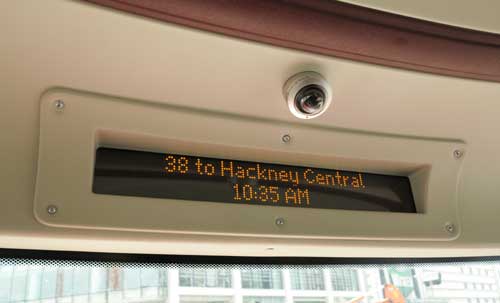 38 to Hackney Central
10:35 AM